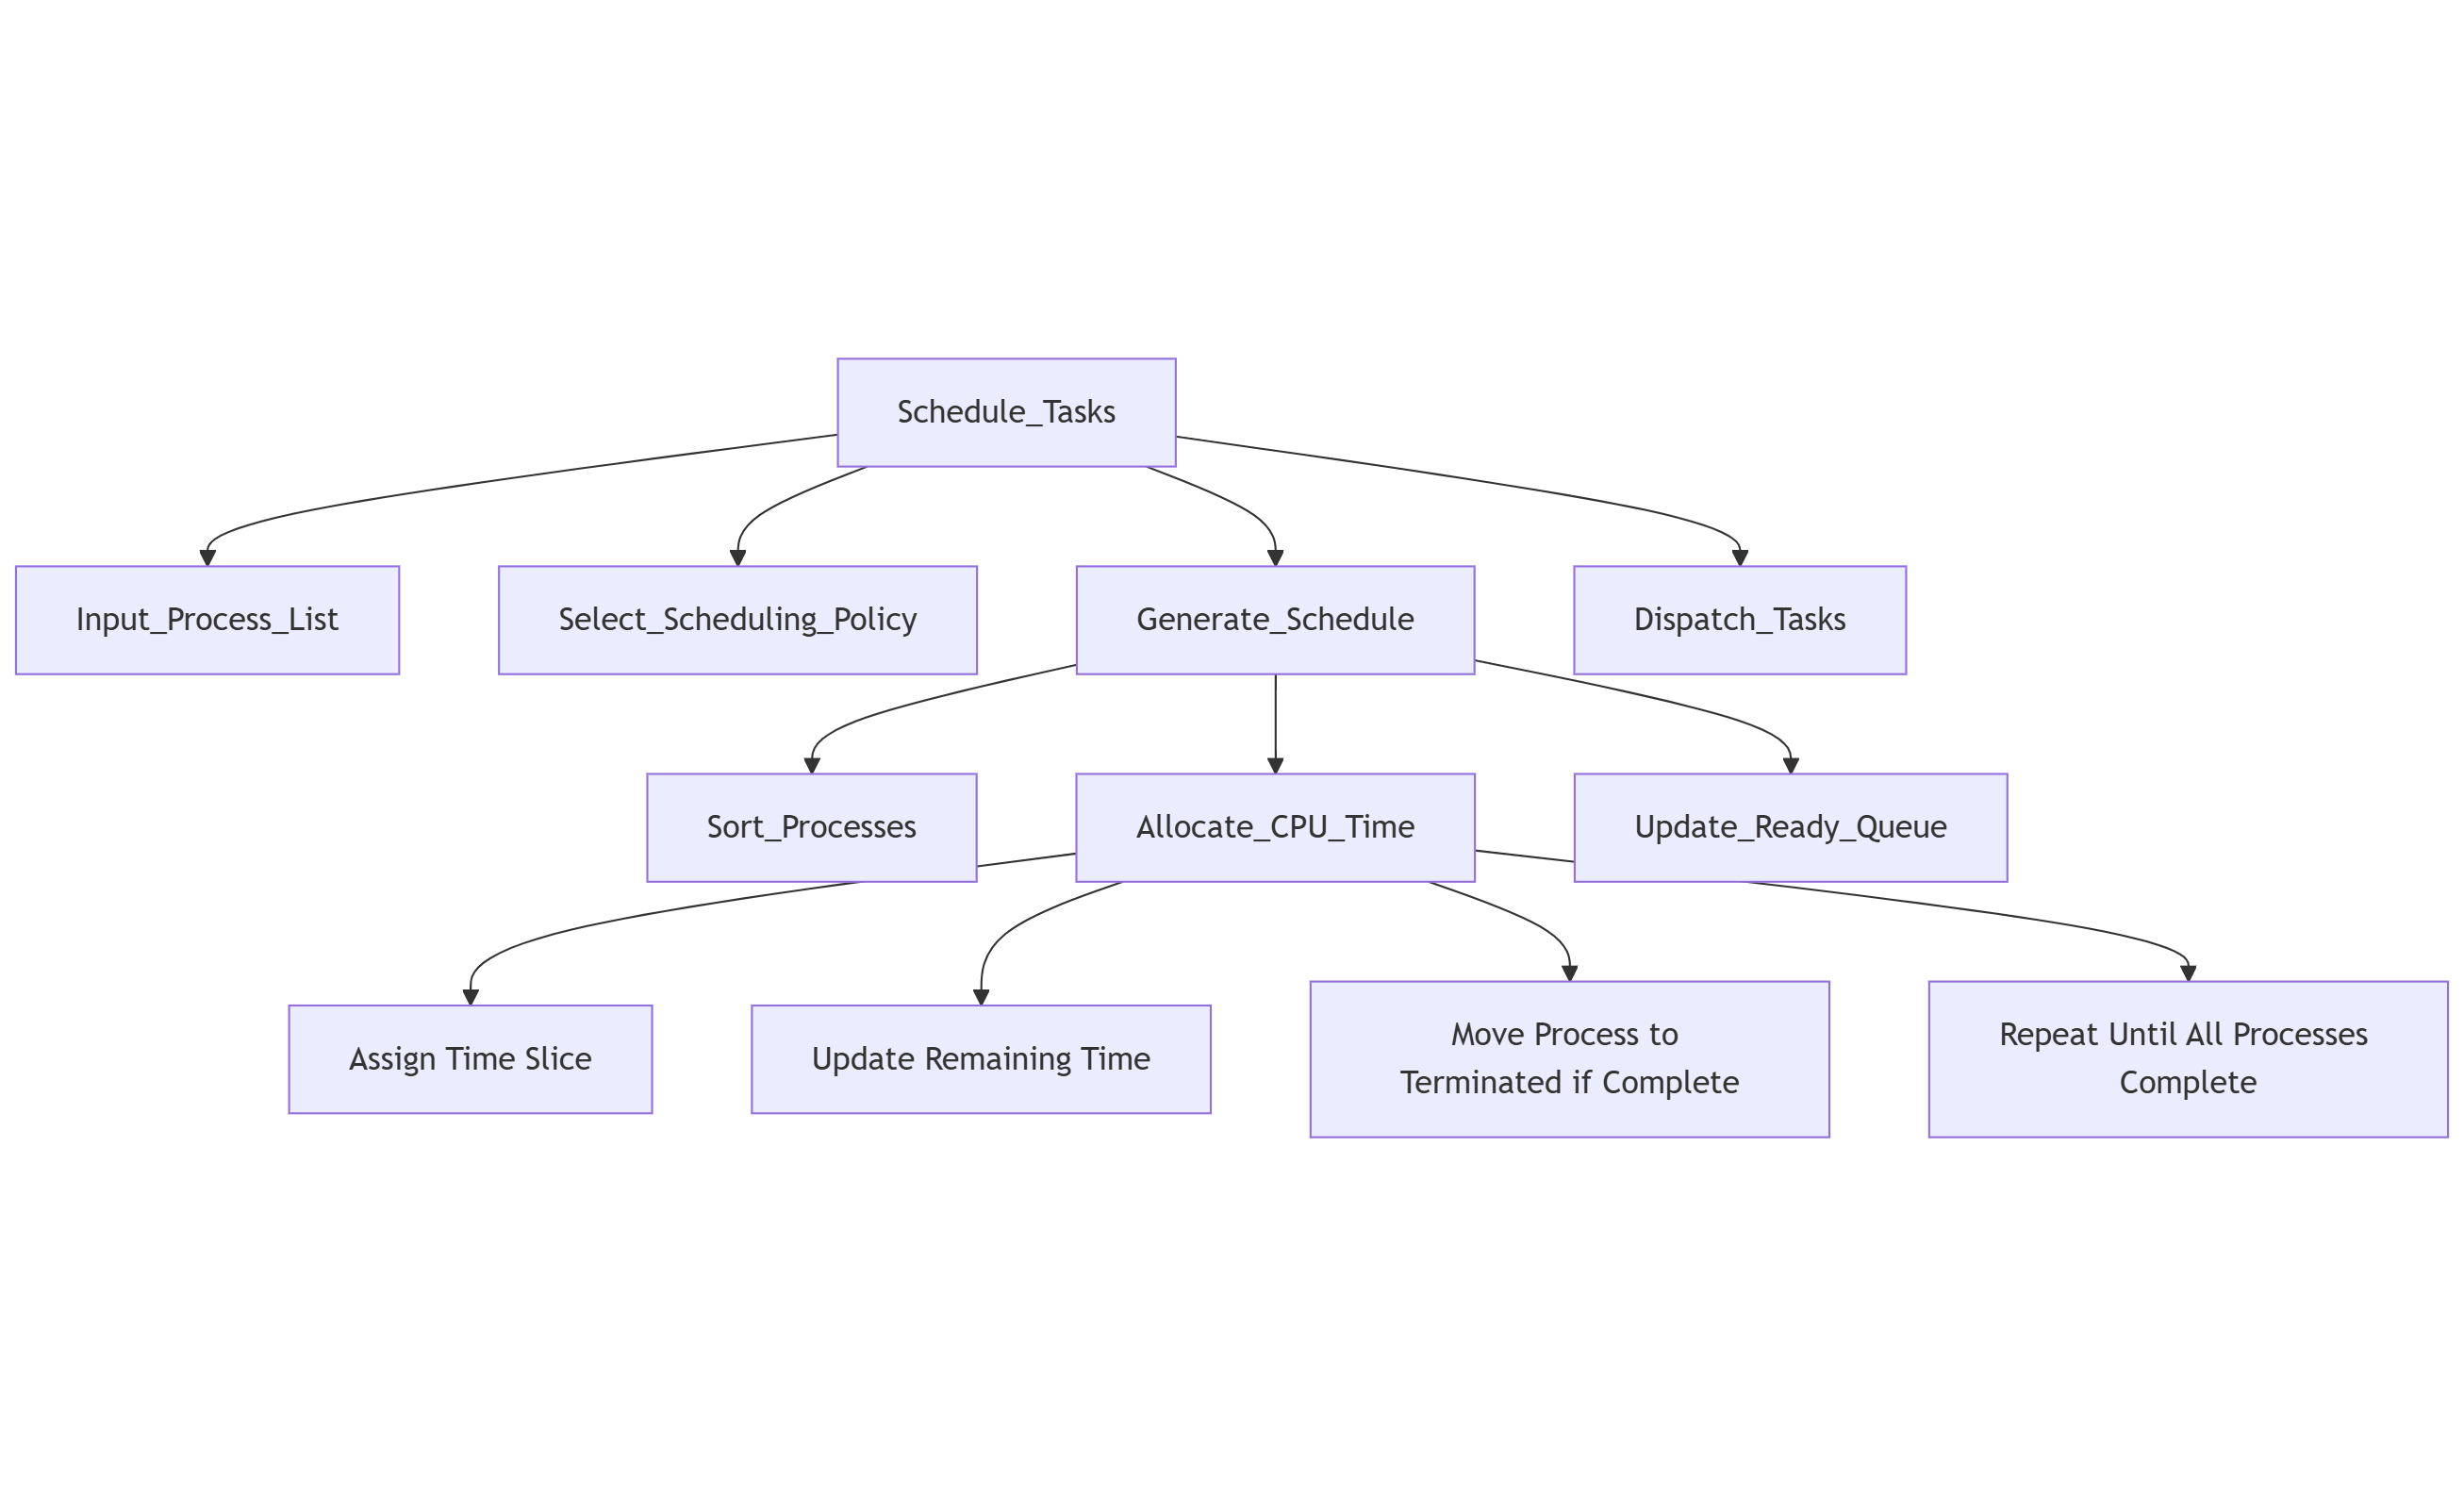 Schedule_Tasks
Input_Process_List
Select_Scheduling_Policy
Generate_Schedule
Dispatch_Tasks
Sort_Processes
Allocate_CPU_Time
Update_Ready_Queue
Assign Time Slice
Update Remaining Time
Move Process to
Terminated if Complete
Repeat Until All Processes
Complete